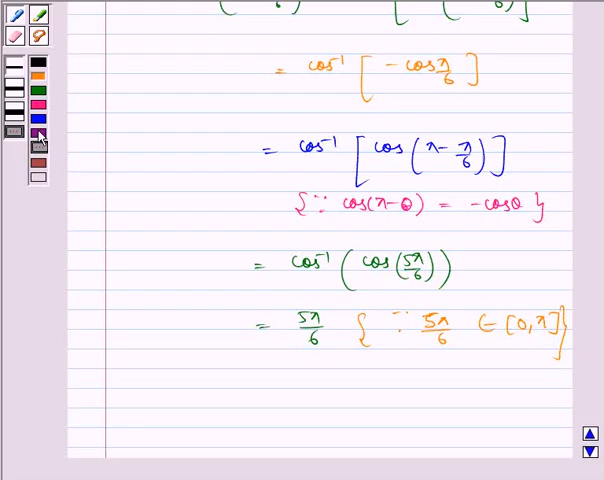 = cos⁻¹ [ - cos π/6 ]
= cos⁻¹ [ cos ( π - π/6 ) ]
{ ∵ cos(π-θ) = -cosθ }
= cos⁻¹ ( cos ( 5π/6 ) )
= 5π/6 { ∵ 5π/6 ∈ [0,π] }